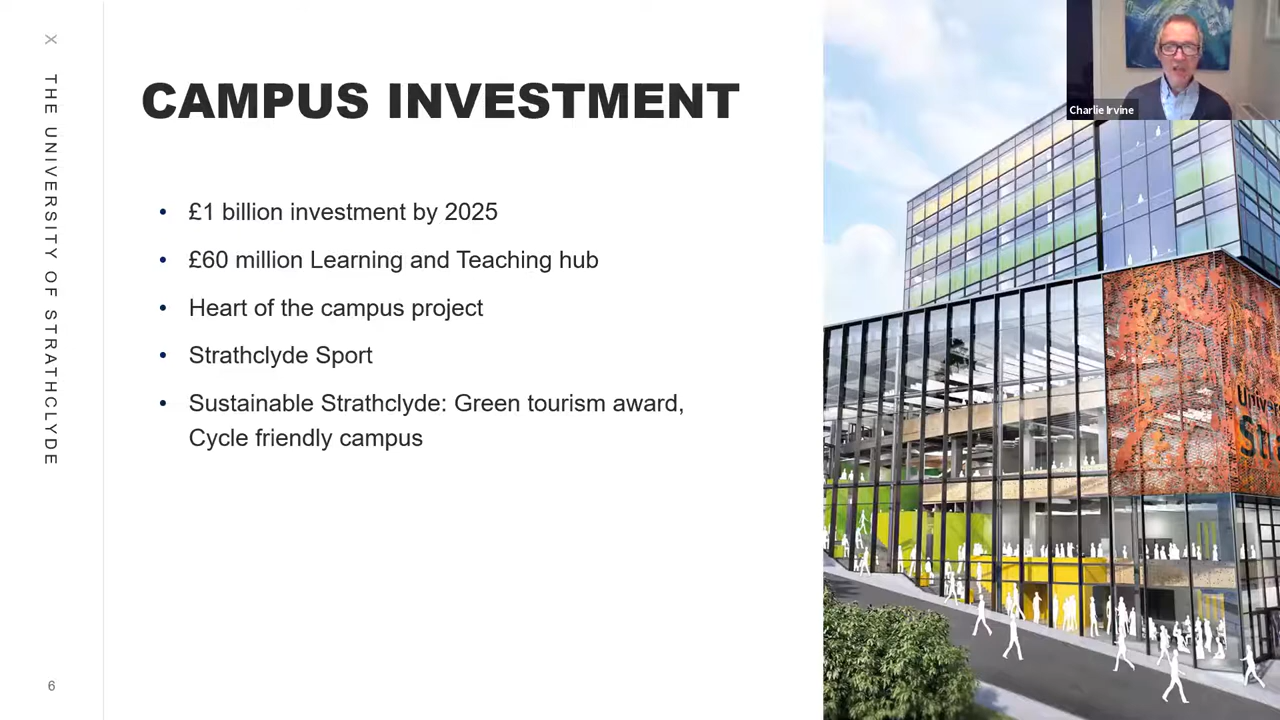 X THE UNIVERSITY OF STRATHCLYDE
CAMPUS INVESTMENT
• £1 billion investment by 2025
• £60 million Learning and Teaching hub
• Heart of the campus project
• Strathclyde Sport
• Sustainable Strathclyde: Green tourism award,
Cycle friendly campus
6
Charlie Irvine